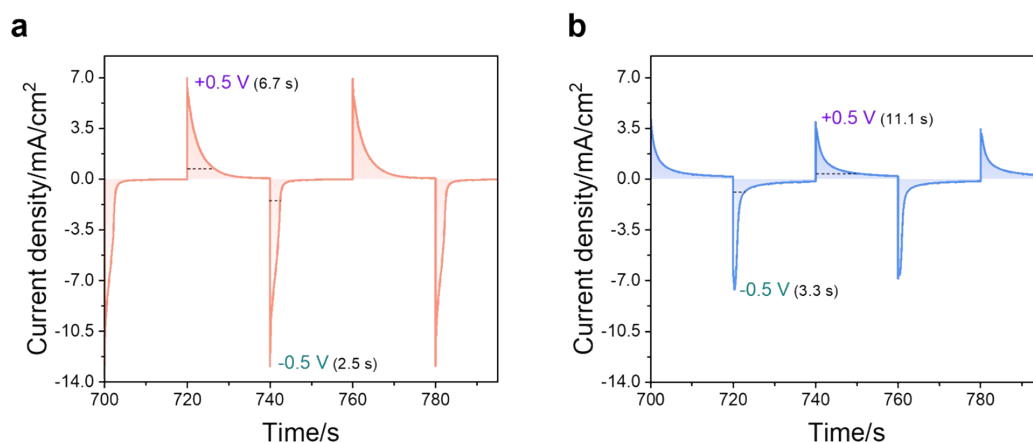 a
Current density/mA/cm²
7.0
3.5
0.0
-3.5
-7.0
-10.5
-14.0
+0.5 V (6.7 s)
-0.5 V (2.5 s)
700 720 740 760 780
Time/s
b
Current density/mA/cm²
7.0
3.5
0.0
-3.5
-7.0
-10.5
-14.0
+0.5 V (11.1 s)
-0.5 V (3.3 s)
700 720 740 760 780
Time/s